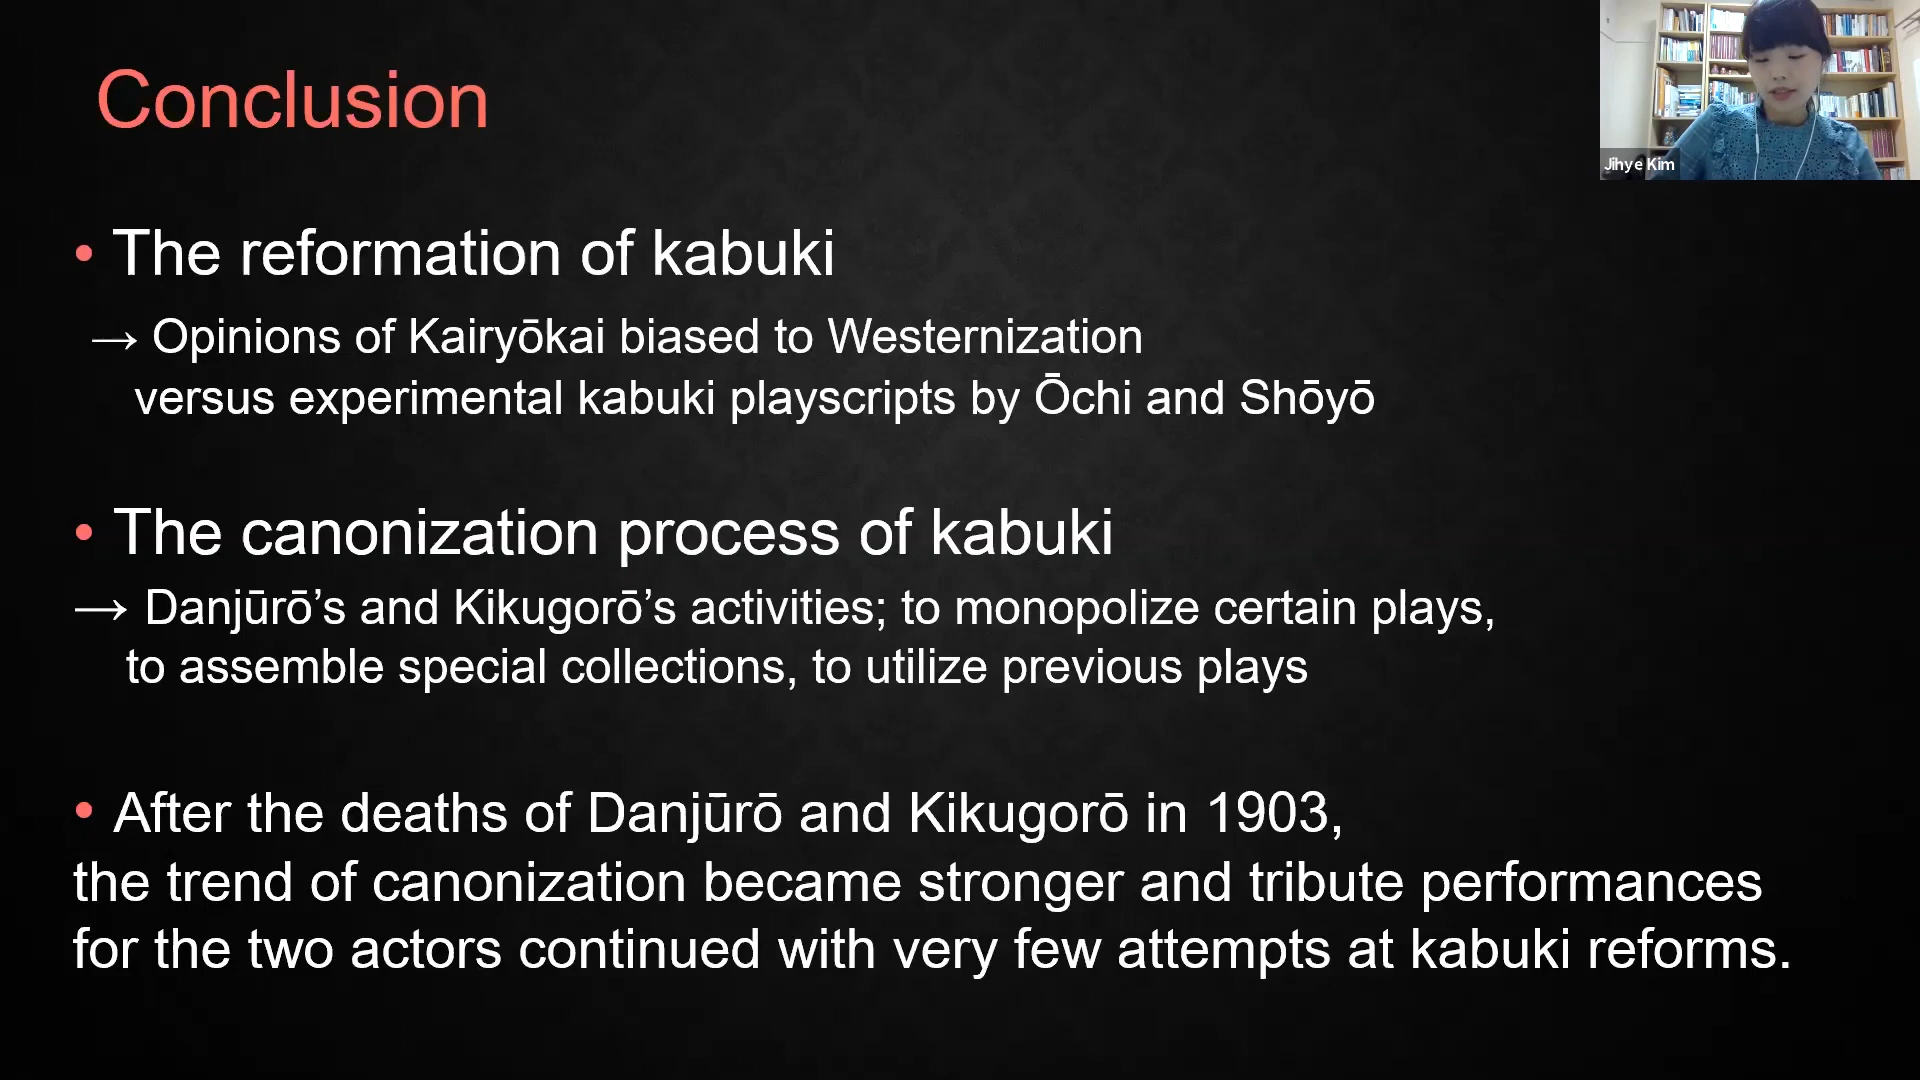 Conclusion
Jihye Kim
• The reformation of kabuki
→ Opinions of Kairyōkai biased to Westernization
versus experimental kabuki playscripts by Ōchi and Shōyō
• The canonization process of kabuki
→ Danjūrō’s and Kikugorō’s activities; to monopolize certain plays,
to assemble special collections, to utilize previous plays
• After the deaths of Danjūrō and Kikugorō in 1903,
the trend of canonization became stronger and tribute performances
for the two actors continued with very few attempts at kabuki reforms.